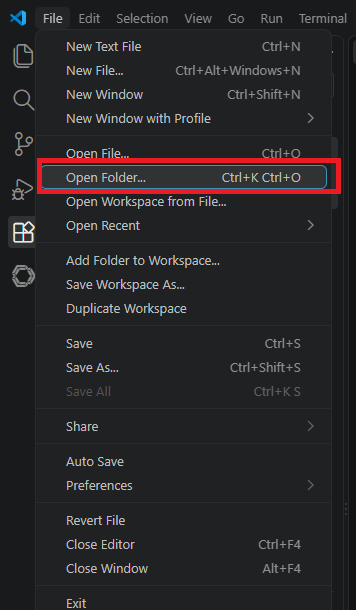 File Edit Selection View Go Run Terminal
New Text File Ctrl+N
New File... Ctrl+Alt+Windows+N
New Window Ctrl+Shift+N
New Window with Profile
Open File... Ctrl+O
Open Folder... Ctrl+K Ctrl+O
Open Workspace from File...
Open Recent
Add Folder to Workspace...
Save Workspace As...
Duplicate Workspace
Save Ctrl+S
Save As... Ctrl+Shift+S
Save All Ctrl+K S
Share
Auto Save
Preferences
Revert File
Close Editor Ctrl+F4
Close Window Alt+F4
Exit